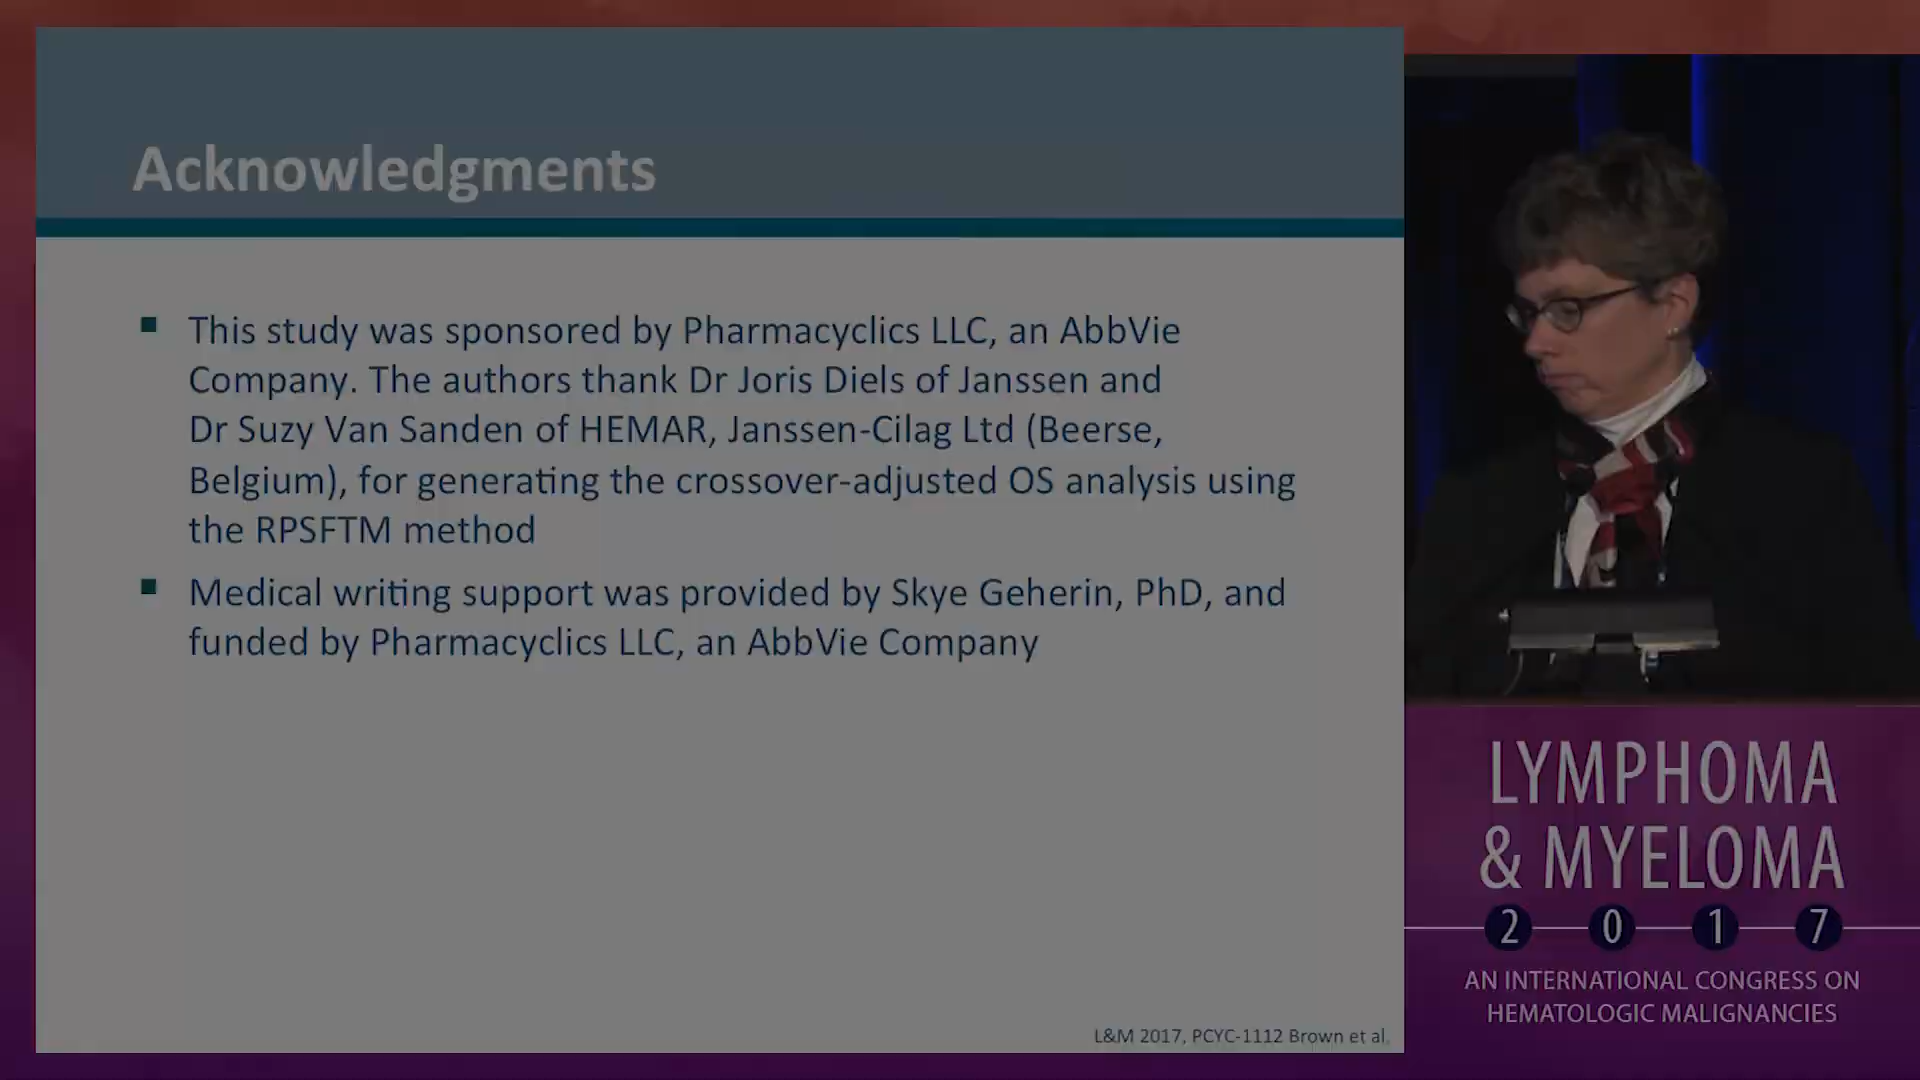 Acknowledgments
▪ This study was sponsored by Pharmacyclics LLC, an AbbVie
Company. The authors thank Dr Joris Diels of Janssen and
Dr Suzy Van Sanden of HEMAR, Janssen-Cilag Ltd (Beerse,
Belgium), for generating the crossover-adjusted OS analysis using
the RPSFTM method
▪ Medical writing support was provided by Skye Geherin, PhD, and
funded by Pharmacyclics LLC, an AbbVie Company
L&M 2017, PCYC-1112 Brown et al.
LYMPHOMA
& MYELOMA
2 0 1 7
AN INTERNATIONAL CONGRESS ON
HEMATOLOGIC MALIGNANCIES